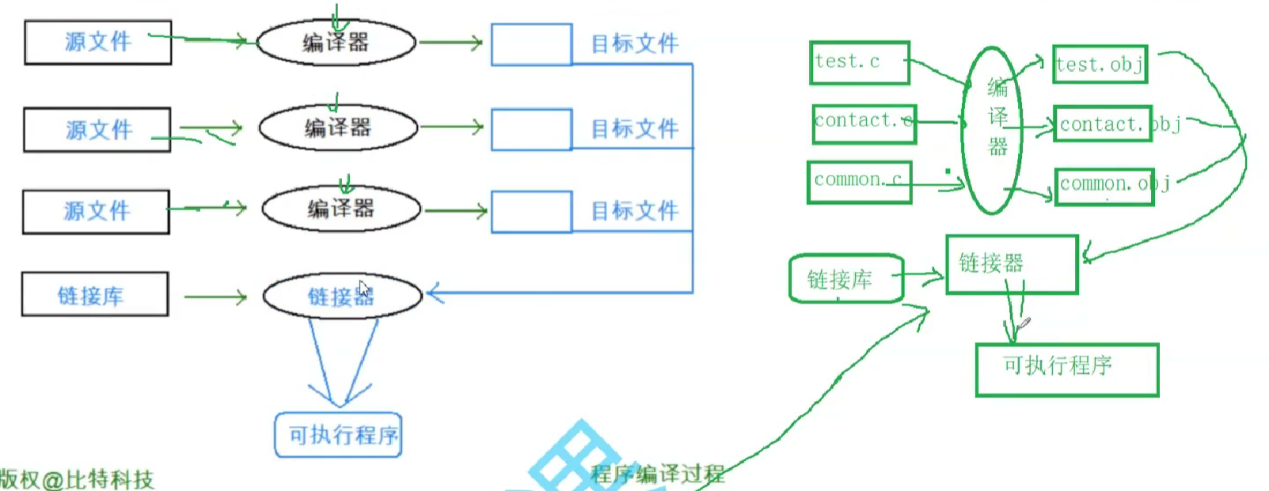 源文件
编译器
目标文件
源文件
编译器
目标文件
源文件
编译器
目标文件
链接库
链接器
可执行程序
版权@比特科技
程序编译过程
test.c
编译器
test.obj
contact.c
contact.obj
common.c
common.obj
链接库
链接器
可执行程序